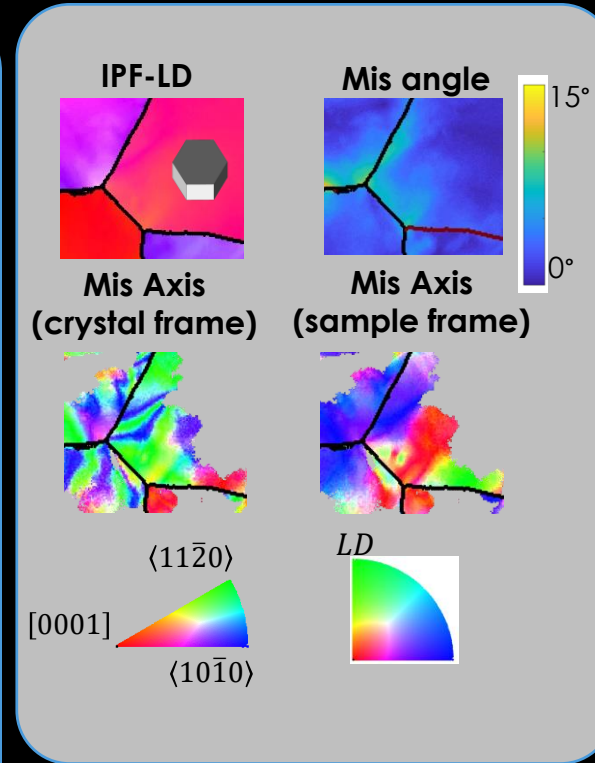 IPF-LD
Mis angle
15°
0°
Mis Axis
(crystal frame)
Mis Axis
(sample frame)
⟨112̄0⟩
[0001]
⟨101̄0⟩
LD